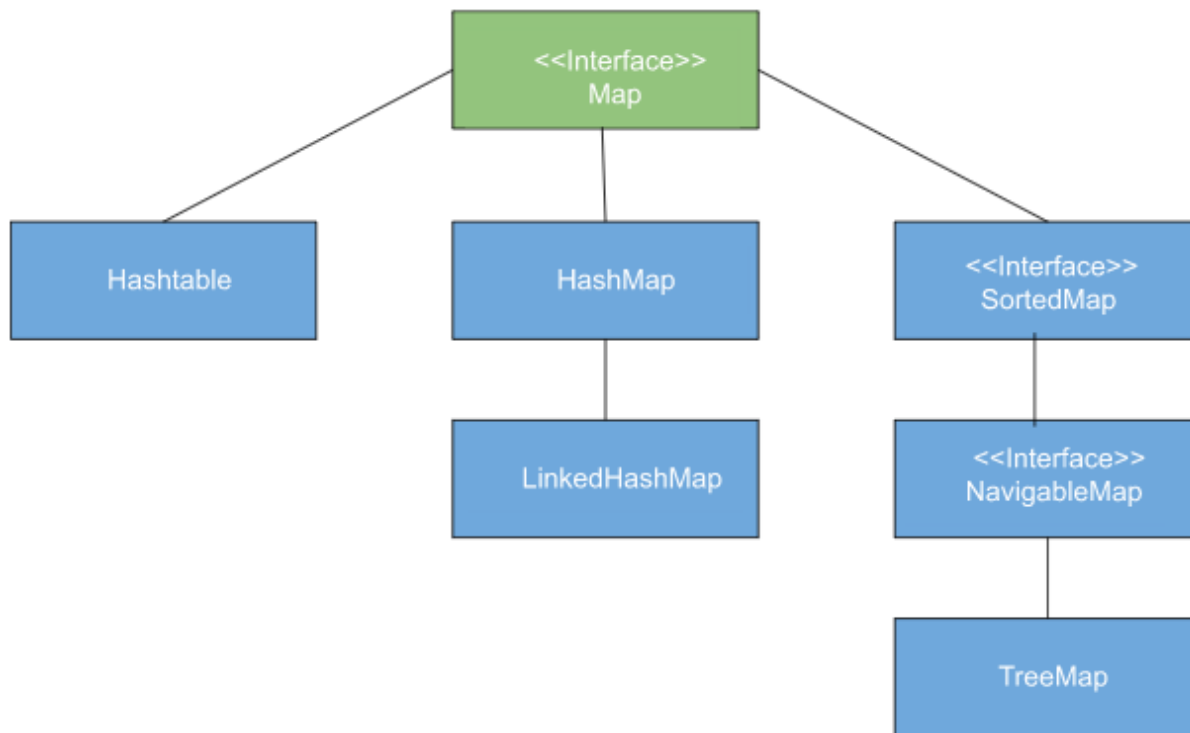 <<Interface>>
Map
Hashtable
HashMap
<<Interface>>
SortedMap
LinkedHashMap
<<Interface>>
NavigableMap
TreeMap